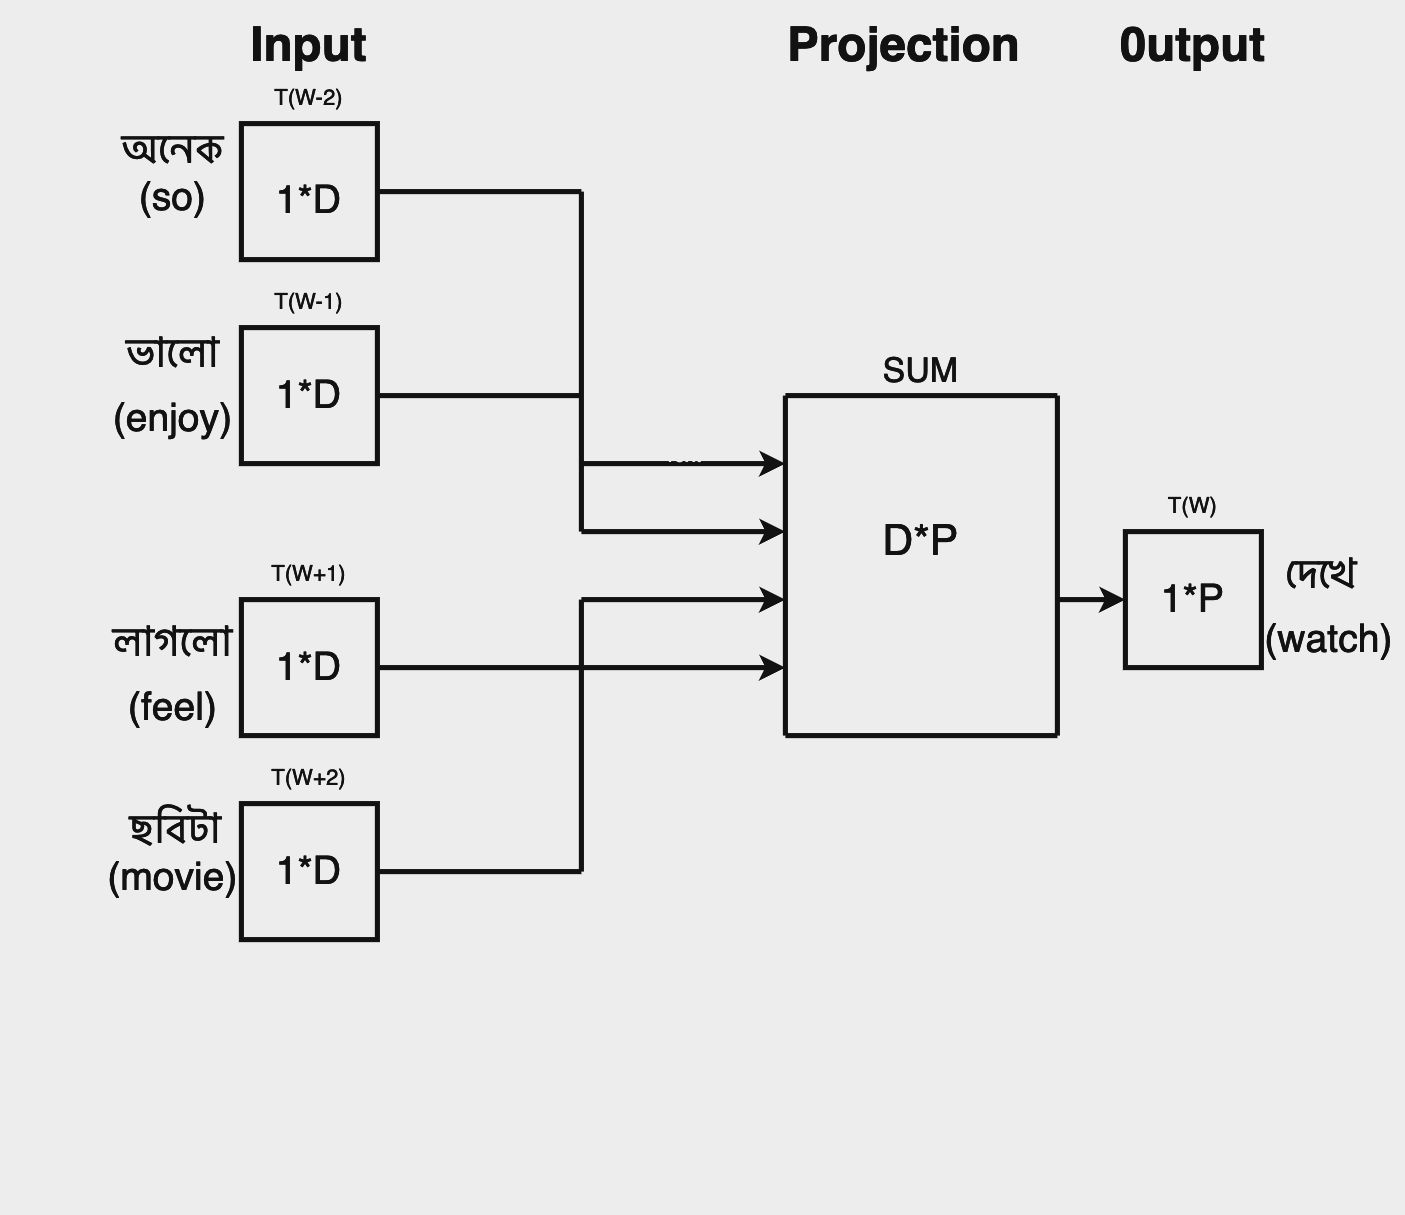 Input
Projection
0utput
T(W-2)
অনেক
(so)
1*D
T(W-1)
ভালো
(enjoy)
1*D
T(W+1)
লাগলো
(feel)
1*D
T(W+2)
ছবিটা
(movie)
1*D
SUM
D*P
T(W)
1*P
দেখে
(watch)